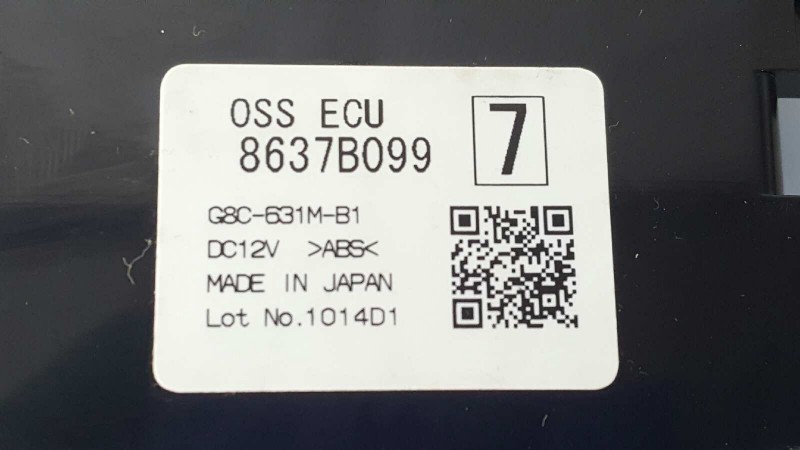 OSS ECU
8637B099
7
G8C-631M-B1
DC12V >ABS<
MADE IN JAPAN
Lot No.1014D1